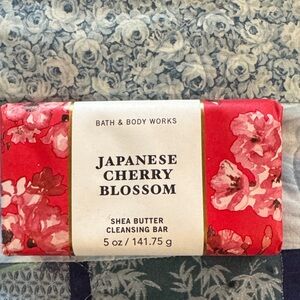 BATH & BODY WORKS
JAPANESE
CHERRY
BLOSSOM
SHEA BUTTER
CLEANSING BAR
5 oz / 141.75 g